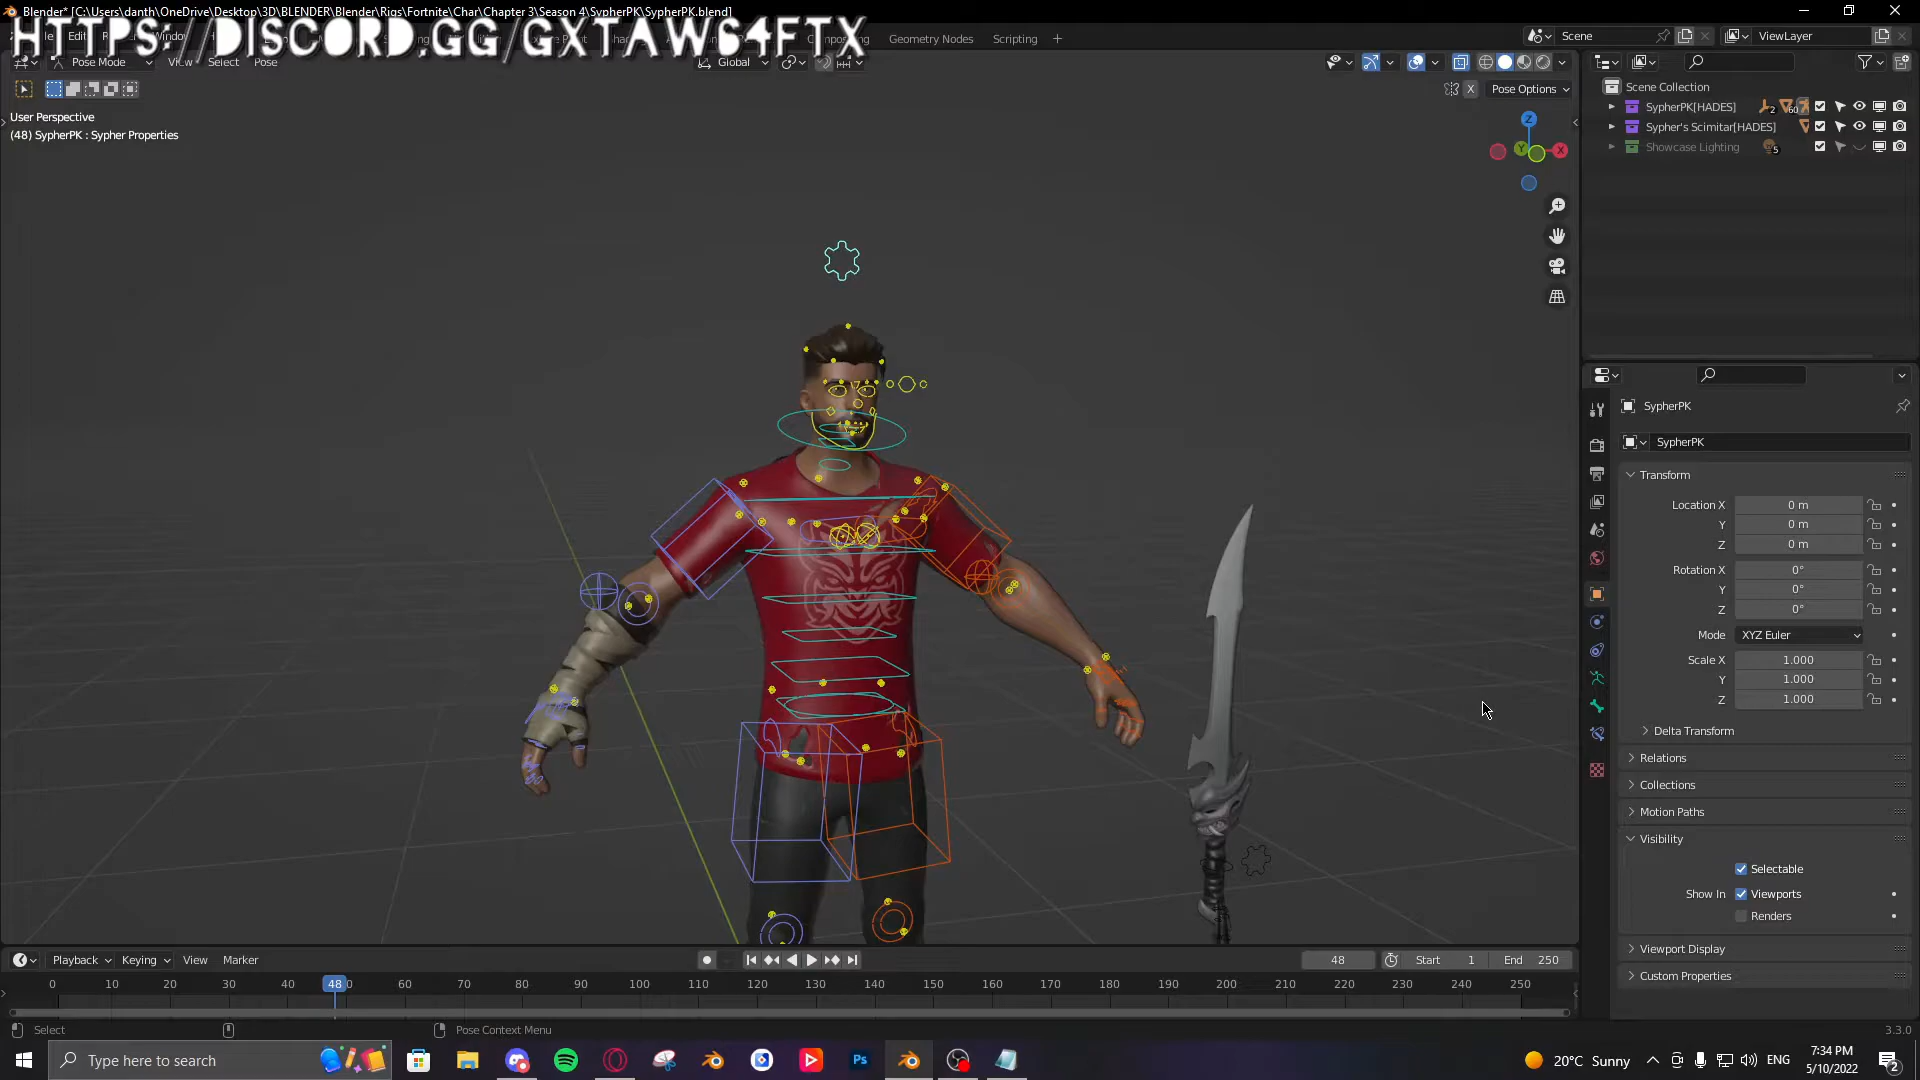 Blender* [C:\Users\danth\OneDrive\Desktop\3D\BLENDER\Blender\Rigs\Fortnite\Char\Chapter 3\Season 4\SypherPK\SypherPK.blend]
HTTPS://DISCORD.GG/GXTAW64FTX
Edit
Window
Geometry Nodes
Scripting
Scene
ViewLayer
Pose Mode
View
Select
Pose
Global
X
Pose Options
User Perspective
(48) SypherPK : Sypher Properties
Z
Y
X
Scene Collection
SypherPK[HADES]
2
60
Sypher's Scimitar[HADES]
Showcase Lighting
5
SypherPK
SypherPK
Transform
Location X
0 m
Y
0 m
Z
0 m
Rotation X
0°
Y
0°
Z
0°
Mode
XYZ Euler
Scale X
1.000
Y
1.000
Z
1.000
Delta Transform
Relations
Collections
Motion Paths
Visibility
Selectable
Show In
Viewports
Renders
Viewport Display
Custom Properties
Playback
Keying
View
Marker
48
Start
1
End
250
0 10 20 30 40 48 60 70 80 90 100 110 120 130 140 150 160 170 180 190 200 210 220 230 240 250
Select
Pose Context Menu
3.3.0
Type here to search
Ps
20°C Sunny
ENG
7:34 PM
5/10/2022
2